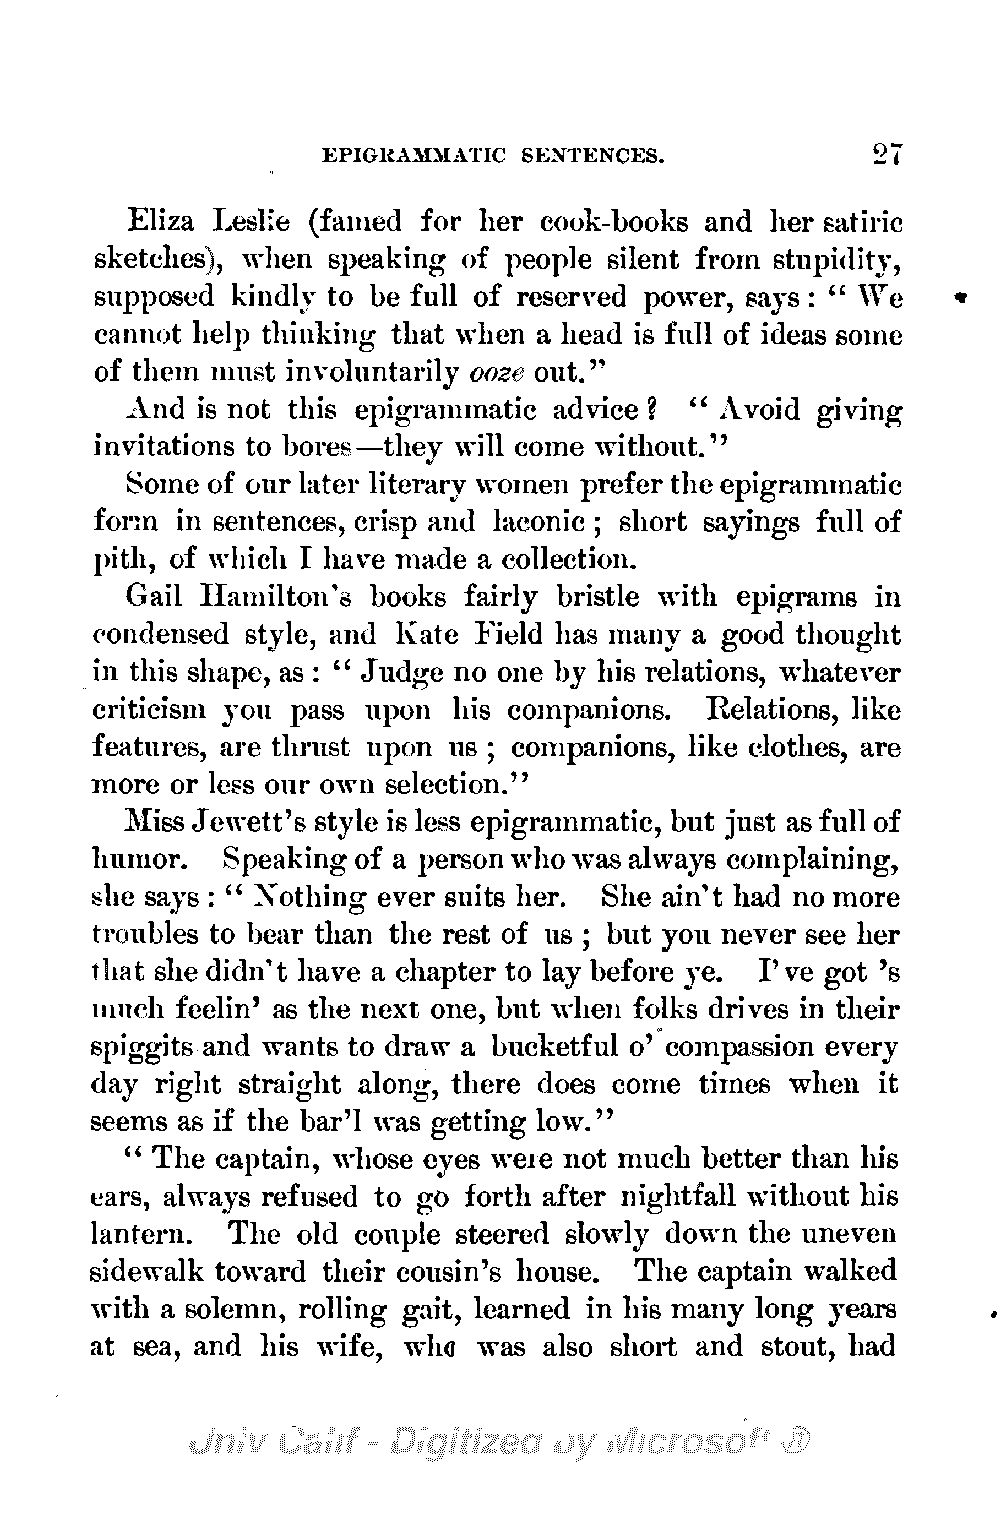 EPIGRAMMATIC SENTENCES. 27
Eliza Leslie (famed for her cook-books and her satiric
sketches), when speaking of people silent from stupidity,
supposed kindly to be full of reserved power, says: “ We
cannot help thinking that when a head is full of ideas some
of them must involuntarily ooze out.”
And is not this epigrammatic advice? “ Avoid giving
invitations to bores—they will come without.”
Some of our later literary women prefer the epigrammatic
form in sentences, crisp and laconic; short sayings full of
pith, of which I have made a collection.
Gail Hamilton's books fairly bristle with epigrams in
condensed style, and Kate Field has many a good thought
in this shape, as: “ Judge no one by his relations, whatever
criticism you pass upon his companions. Relations, like
features, are thrust upon us; companions, like clothes, are
more or less our own selection.”
Miss Jewett's style is less epigrammatic, but just as full of
humor. Speaking of a person who was always complaining,
she says: “ Nothing ever suits her. She ain't had no more
troubles to bear than the rest of us; but you never see her
that she didn't have a chapter to lay before ye. I've got 's
much feelin' as the next one, but when folks drives in their
spiggits and wants to draw a bucketful o' compassion every
day right straight along, there does come times when it
seems as if the bar'l was getting low.”
“ The captain, whose eyes were not much better than his
ears, always refused to go forth after nightfall without his
lantern. The old couple steered slowly down the uneven
sidewalk toward their cousin's house. The captain walked
with a solemn, rolling gait, learned in his many long years
at sea, and his wife, who was also short and stout, had
Univ Calif - Digitized by Microsoft ®